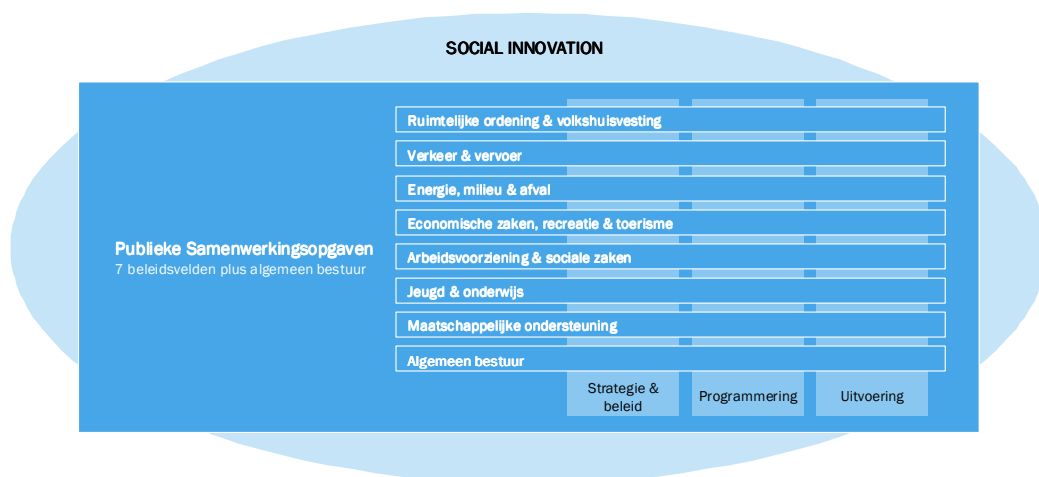 SOCIAL INNOVATION
Ruimtelijke ordening & volkshuisvesting
Verkeer & vervoer
Energie, milieu & afval
Economische zaken, recreatie & toerisme
Publieke Samenwerkingsopgaven
7 beleidsvelden plus algemeen bestuur
Arbeidsvoorziening & sociale zaken
Jeugd & onderwijs
Maatschappelijke ondersteuning
Algemeen bestuur
Strategie &
beleid
Programmering
Uitvoering